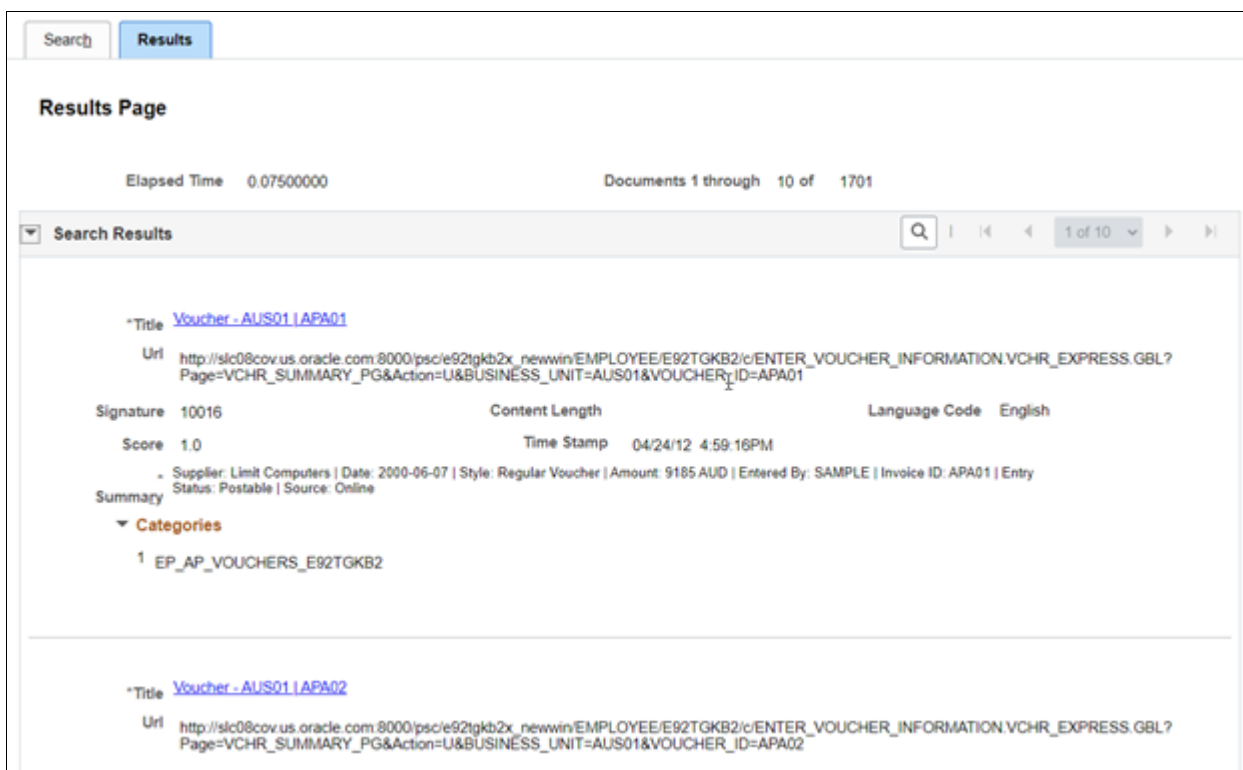 Search Results
Results Page
Elapsed Time 0.07500000 Documents 1 through 10 of 1701
Search Results 1 of 10
*Title Voucher - AUS01 | APA01
Url http://slc08cov.us.oracle.com:8000/psc/e92tgkb2x_newwin/EMPLOYEE/E92TGKB2/c/ENTER_VOUCHER_INFORMATION.VCHR_EXPRESS.GBL?
Page=VCHR_SUMMARY_PG&Action=U&BUSINESS_UNIT=AUS01&VOUCHER_ID=APA01
Signature 10016 Content Length Language Code English
Score 1.0 Time Stamp 04/24/12 4:59:16PM
Supplier: Limit Computers | Date: 2000-06-07 | Style: Regular Voucher | Amount: 9185 AUD | Entered By: SAMPLE | Invoice ID: APA01 | Entry
Summary Status: Postable | Source: Online
Categories
1 EP_AP_VOUCHERS_E92TGKB2
*Title Voucher - AUS01 | APA02
Url http://slc08cov.us.oracle.com:8000/psc/e92tgkb2x_newwin/EMPLOYEE/E92TGKB2/c/ENTER_VOUCHER_INFORMATION.VCHR_EXPRESS.GBL?
Page=VCHR_SUMMARY_PG&Action=U&BUSINESS_UNIT=AUS01&VOUCHER_ID=APA02